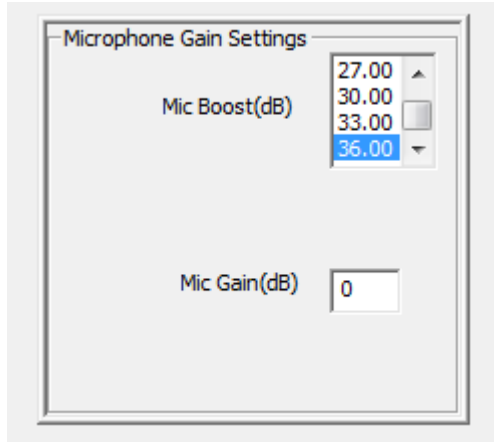 Microphone Gain Settings
27.00
Mic Boost(dB) 30.00
33.00
36.00
Mic Gain(dB) 0